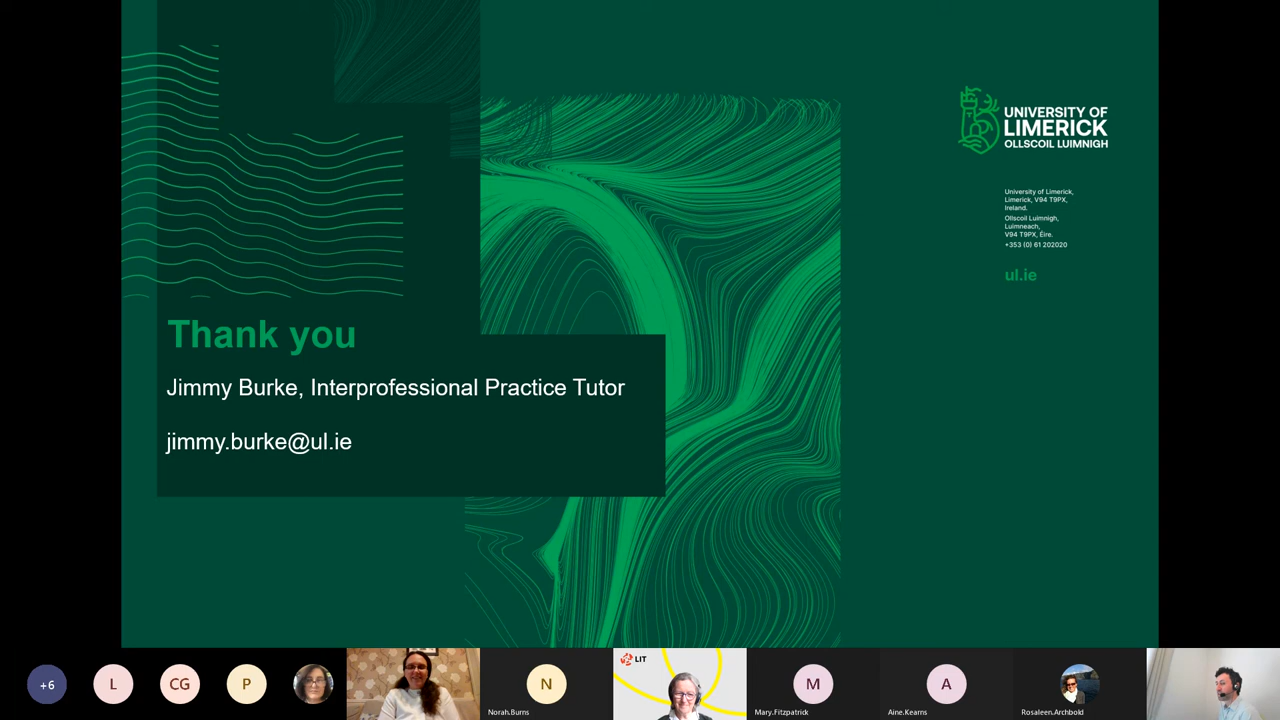 UNIVERSITY OF
LIMERICK
OLLSCOIL LUIMNIGH
University of Limerick,
Limerick, V94 T9PX,
Ireland.
Ollscoil Luimnigh,
Luimneach,
V94 T9PX, Éire.
+353 (0) 61 202020
ul.ie
Thank you
Jimmy Burke, Interprofessional Practice Tutor
jimmy.burke@ul.ie
+6
L
CG
P
N
Norah.Burns
LIT
M
Mary.Fitzpatrick
A
Aine.Kearns
Rosaleen.Archbold